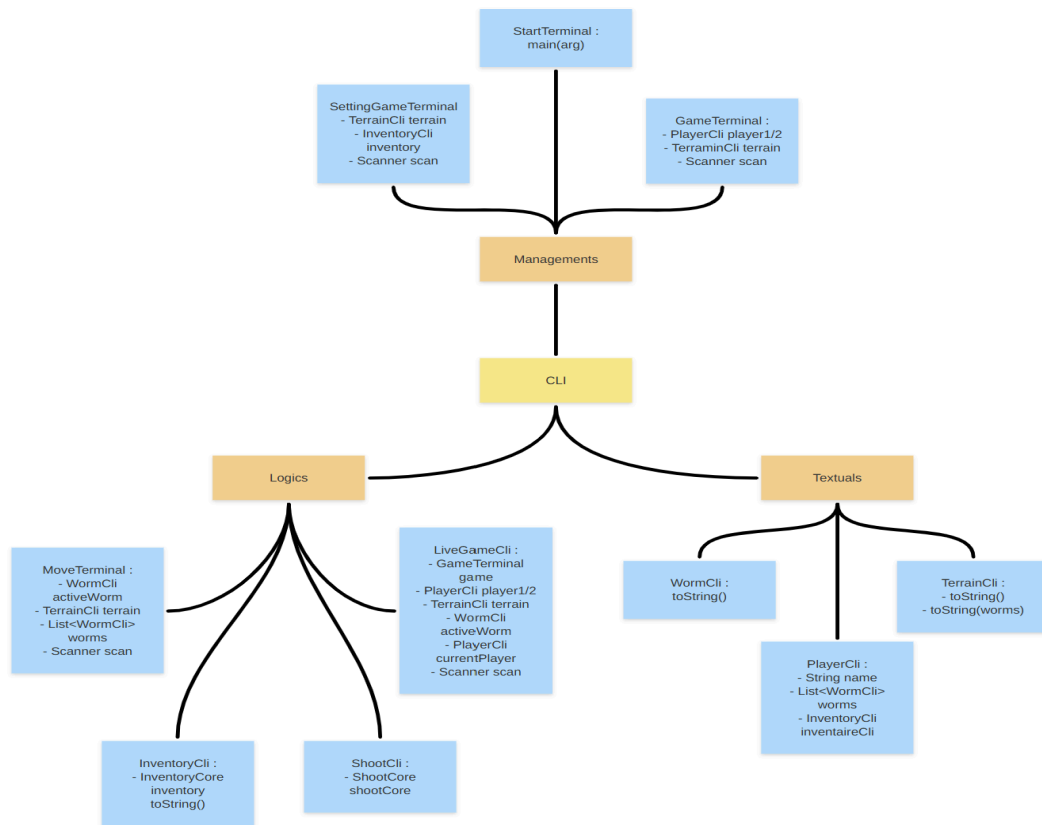 StartTerminal :
main(arg)
SettingGameTerminal
- TerrainCli terrain
- InventoryCli
inventory
- Scanner scan
GameTerminal :
- PlayerCli player1/2
- TerraminCli terrain
- Scanner scan
Managements
CLI
Logics
Textuals
MoveTerminal :
- WormCli
activeWorm
- TerrainCli terrain
- List<WormCli>
worms
- Scanner scan
LiveGameCli :
- GameTerminal
game
- PlayerCli player1/2
- TerrainCli terrain
- WormCli
activeWorm
- PlayerCli
currentPlayer
- Scanner scan
WormCli :
toString()
TerrainCli :
- toString()
- toString(worms)
PlayerCli :
- String name
- List<WormCli>
worms
- InventoryCli
inventaireCli
InventoryCli :
- InventoryCore
inventory
toString()
ShootCli :
- ShootCore
shootCore